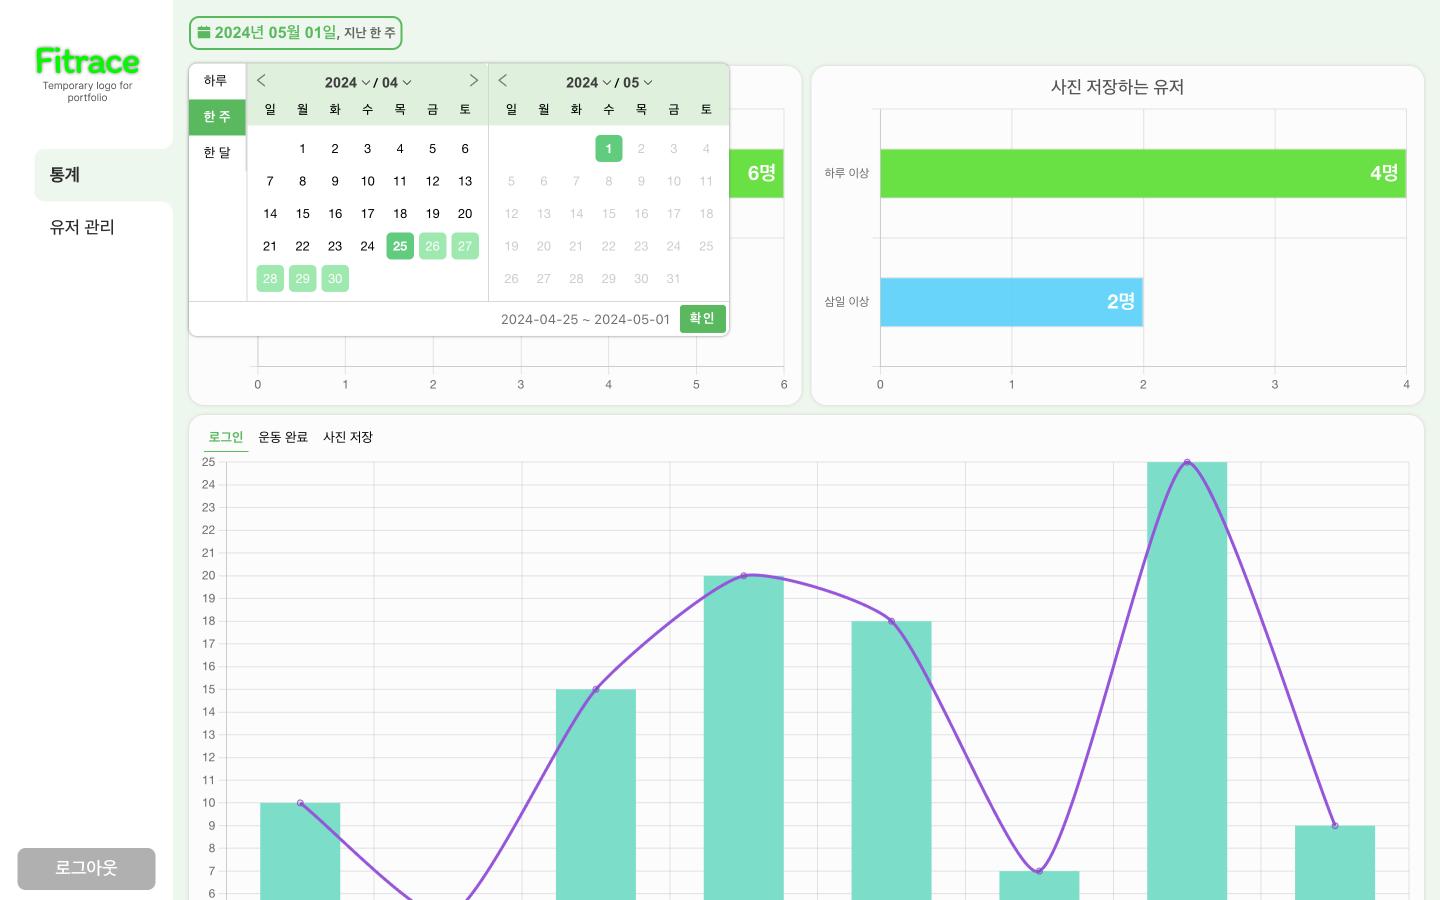 Fitrace
Temporary logo for
portfolio
통계
유저 관리
로그아웃
2024년 05월 01일, 지난 한 주
하루
한 주
한 달
2024 / 04
일 월 화 수 목 금 토
1 2 3 4 5 6
7 8 9 10 11 12 13
14 15 16 17 18 19 20
21 22 23 24 25 26 27
28 29 30
2024 / 05
일 월 화 수 목 금 토
1 2 3 4
5 6 7 8 9 10 11
12 13 14 15 16 17 18
19 20 21 22 23 24 25
26 27 28 29 30 31
2024-04-25 ~ 2024-05-01 확인
6명
0 1 2 3 4 5 6
사진 저장하는 유저
하루 이상 4명
삼일 이상 2명
0 1 2 3 4
로그인 운동 완료 사진 저장
25
24
23
22
21
20
19
18
17
16
15
14
13
12
11
10
9
8
7
6